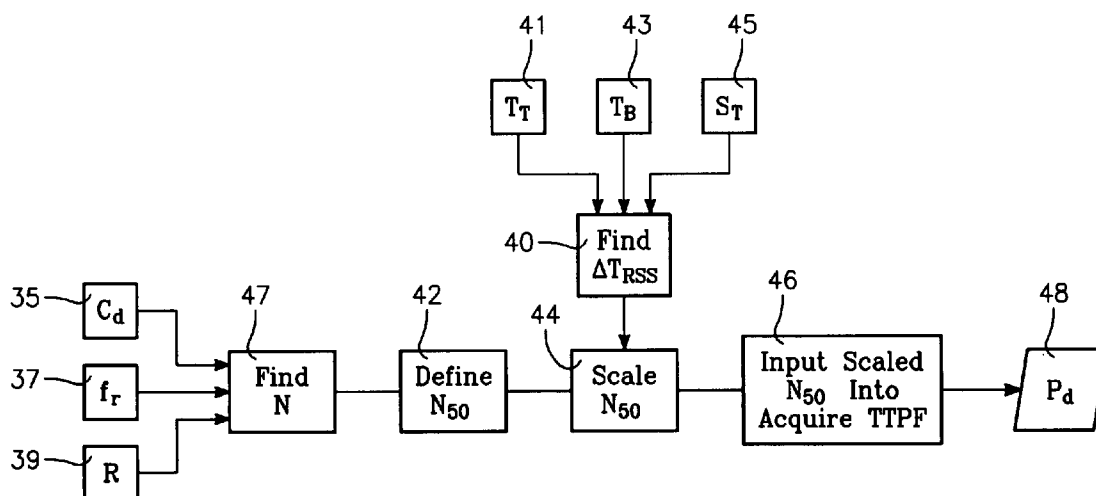 41
43
45
T_T
T_B
S_T
40
Find
ΔT_RSS
35
C_d
47
42
44
46
48
37
f_r
Find
N
Define
N_50
Scale
N_50
Input Scaled
N_50 Into
Acquire TTPF
P_d
39
R